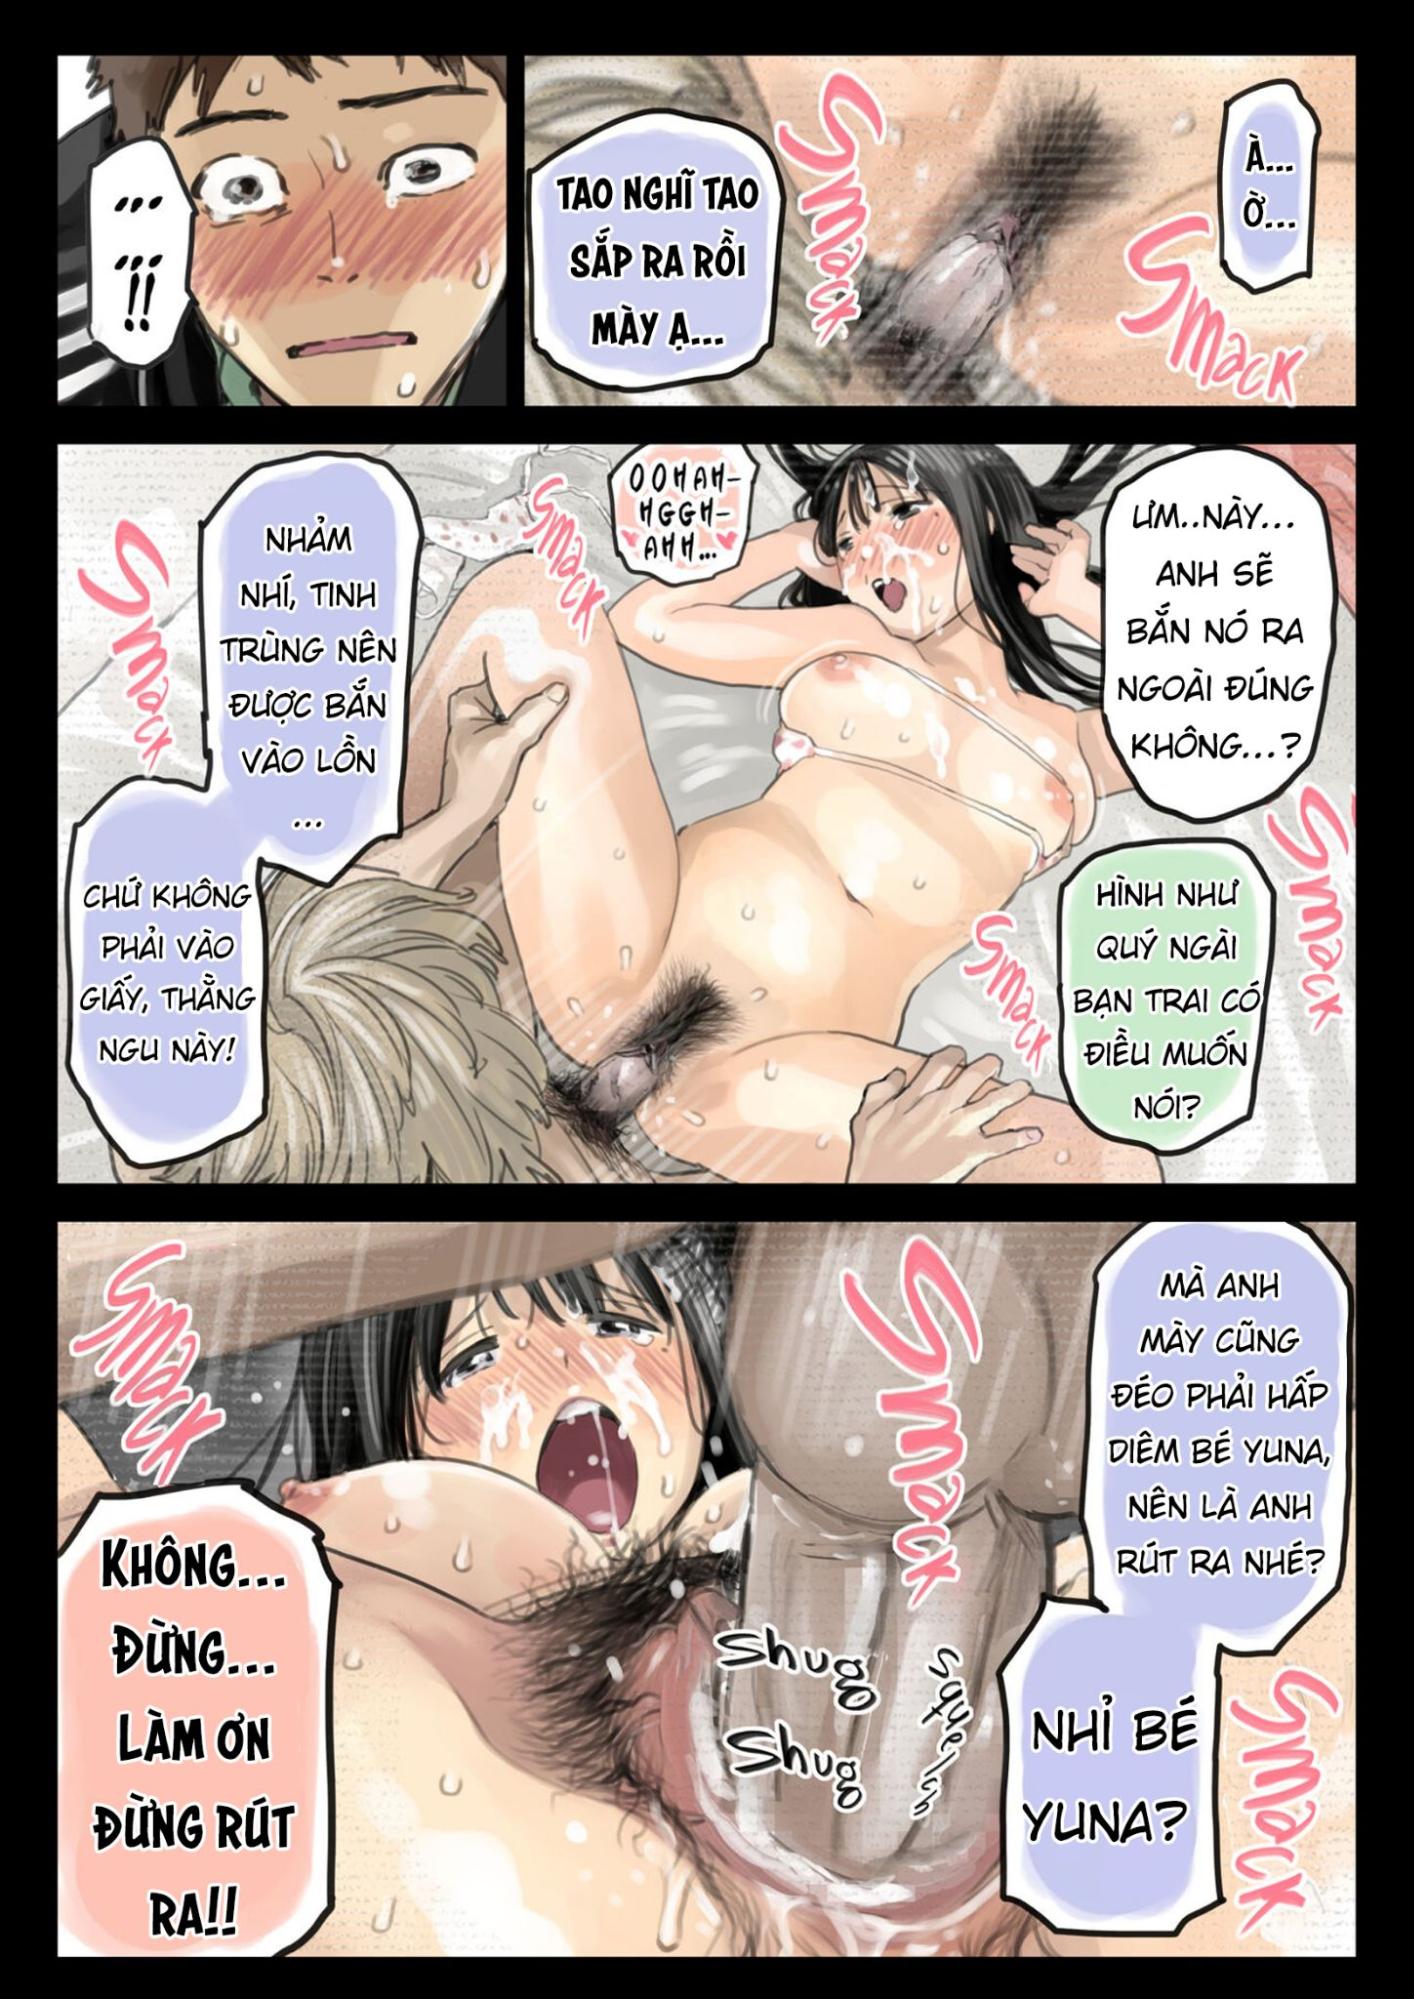 À...
Ờ...
TAO NGHĨ TAO
SẮP RA RỒI
MÀY Ạ...
Smack
Smack
...
...
!!
ƯM..NÀY...
ANH SẼ
BẮN NÓ RA
NGOÀI ĐÚNG
KHÔNG...?
HÌNH NHƯ
QUÝ NGÀI
BẠN TRAI CÓ
ĐIỀU MUỐN
NÓI?
OOHAH-
HGGH-
AHH...
NHẢM
NHÍ, TINH
TRÙNG NÊN
ĐƯỢC BẮN
VÀO LỒN
...
CHỨ KHÔNG
PHẢI VÀO
GIẤY, THẰNG
NGU NÀY!
Smack
Smack
Smack
Smack
MÀ ANH
MÀY CŨNG
ĐÉO PHẢI HẤP
DIÊM BÉ YUNA,
NÊN LÀ ANH
RÚT RA NHÉ?
NHỈ BÉ
YUNA?
Smack
Smack
Smack
Shug
Shug
KHÔNG...
ĐỪNG...
LÀM ƠN
ĐỪNG RÚT
RA!!